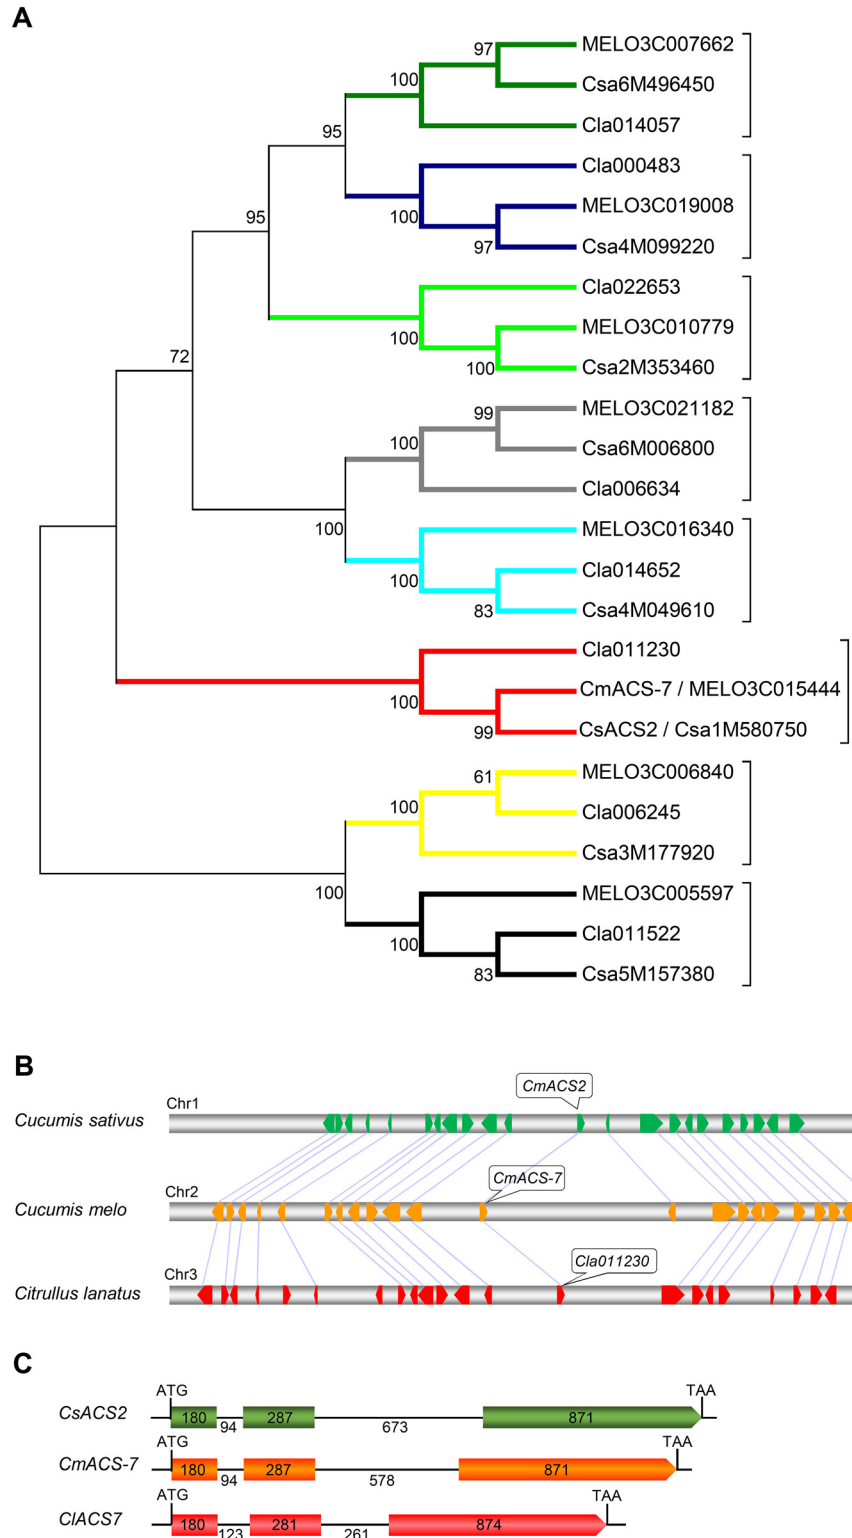 A
97
MELO3C007662
100
Csa6M496450
Cla014057
95
Cla000483
MELO3C019008
100
97
Csa4M099220
95
Cla022653
MELO3C010779
100
100
Csa2M353460
72
99
MELO3C021182
100
Csa6M006800
Cla006634
100
MELO3C016340
Cla014652
100
83
Csa4M049610
Cla011230
CmACS-7 / MELO3C015444
100
99
CsACS2 / Csa1M580750
61
MELO3C006840
100
Cla006245
Csa3M177920
100
MELO3C005597
Cla011522
100
83
Csa5M157380
B
CmACS2
Chr1
Cucumis sativus
CmACS-7
Chr2
Cucumis melo
Cla011230
Chr3
Citrullus lanatus
C
ATG TAA
CsACS2 180 94 287 673 871
ATG TAA
CmACS-7 180 94 287 578 871
ATG TAA
ClACS7 180 123 281 261 874